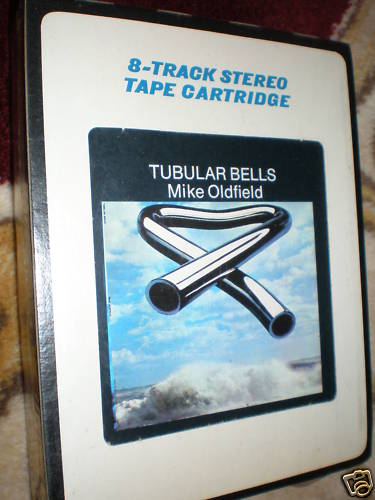 8-TRACK STEREO
TAPE CARTRIDGE
TUBULAR BELLS
Mike Oldfield